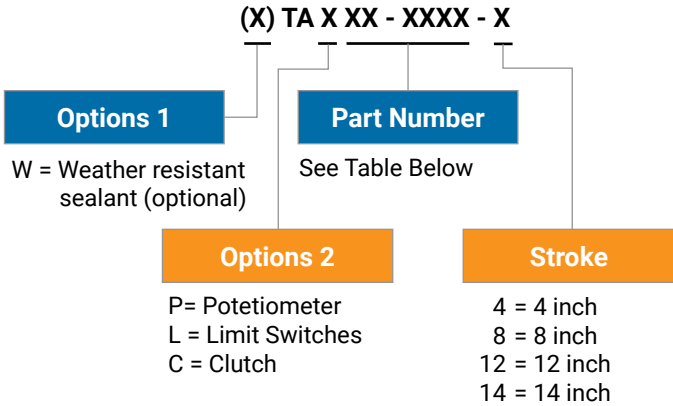 (X) TA X XX - XXXX - X
Options 1
Part Number
W = Weather resistant
sealant (optional)
See Table Below
Options 2
Stroke
P= Potetiometer
L = Limit Switches
C = Clutch
4 = 4 inch
8 = 8 inch
12 = 12 inch
14 = 14 inch